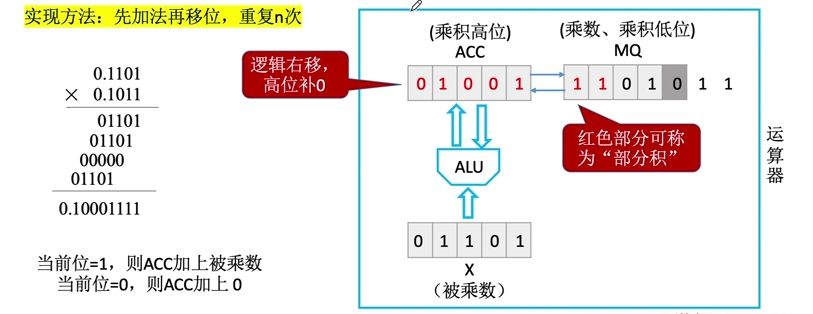 实现方法：先加法再移位，重复n次
0.1101
× 0.1011
01101
01101
00000
01101
0.10001111
当前位=1，则ACC加上被乘数
当前位=0，则ACC加上 0
逻辑右移，
高位补0
(乘积高位)
ACC
0 1 0 0 1
(乘数、乘积低位)
MQ
1 1 0 1 0 1 1
红色部分可称
为“部分积”
ALU
0 1 1 0 1
X
（被乘数）
运算器